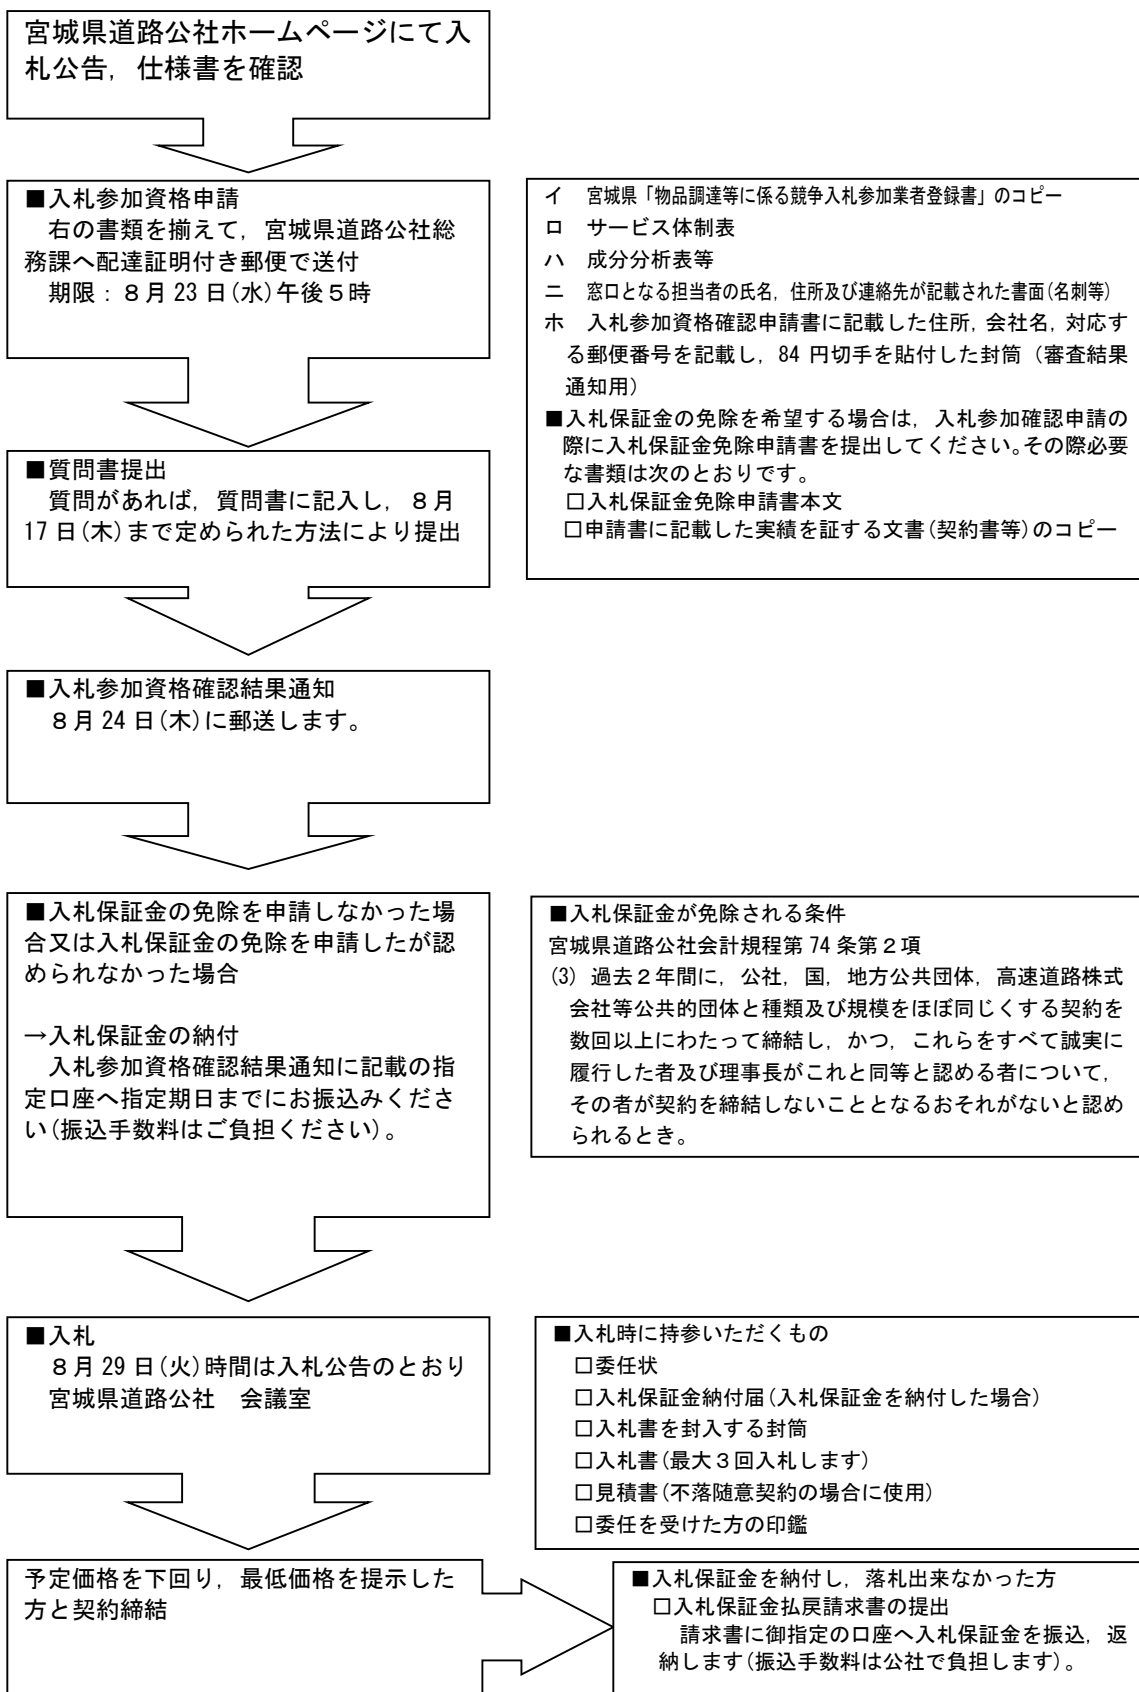 宮城県道路公社ホームページにて入
札公告，仕様書を確認
■入札参加資格申請
右の書類を揃えて，宮城県道路公社総
務課へ配達証明付き郵便で送付
期限：８月23日(水)午後５時
イ　宮城県「物品調達等に係る競争入札参加業者登録書」のコピー
ロ　サービス体制表
ハ　成分分析表等
ニ　窓口となる担当者の氏名，住所及び連絡先が記載された書面(名刺等)
ホ　入札参加資格確認申請書に記載した住所，会社名，対応す
る郵便番号を記載し，84円切手を貼付した封筒（審査結果
通知用）
■入札保証金の免除を希望する場合は，入札参加確認申請の
際に入札保証金免除申請書を提出してください。その際必要
な書類は次のとおりです。
□入札保証金免除申請書本文
□申請書に記載した実績を証する文書(契約書等)のコピー
■質問書提出
質問があれば，質問書に記入し，８月
17日(木)まで定められた方法により提出
■入札参加資格確認結果通知
８月24日(木)に郵送します。
■入札保証金の免除を申請しなかった場
合又は入札保証金の免除を申請したが認
められなかった場合
→入札保証金の納付
入札参加資格確認結果通知に記載の指
定口座へ指定期日までにお振込みくださ
い(振込手数料はご負担ください)。
■入札保証金が免除される条件
宮城県道路公社会計規程第74条第２項
(3) 過去２年間に，公社，国，地方公共団体，高速道路株式
会社等公共的団体と種類及び規模をほぼ同じくする契約を
数回以上にわたって締結し，かつ，これらをすべて誠実に
履行した者及び理事長がこれと同等と認める者について，
その者が契約を締結しないこととなるおそれがないと認め
られるとき。
■入札
８月29日(火)時間は入札公告のとおり
宮城県道路公社　会議室
■入札時に持参いただくもの
□委任状
□入札保証金納付届(入札保証金を納付した場合)
□入札書を封入する封筒
□入札書(最大３回入札します)
□見積書(不落随意契約の場合に使用)
□委任を受けた方の印鑑
予定価格を下回り，最低価格を提示した
方と契約締結
■入札保証金を納付し，落札出来なかった方
□入札保証金払戻請求書の提出
請求書に御指定の口座へ入札保証金を振込，返
納します(振込手数料は公社で負担します)。